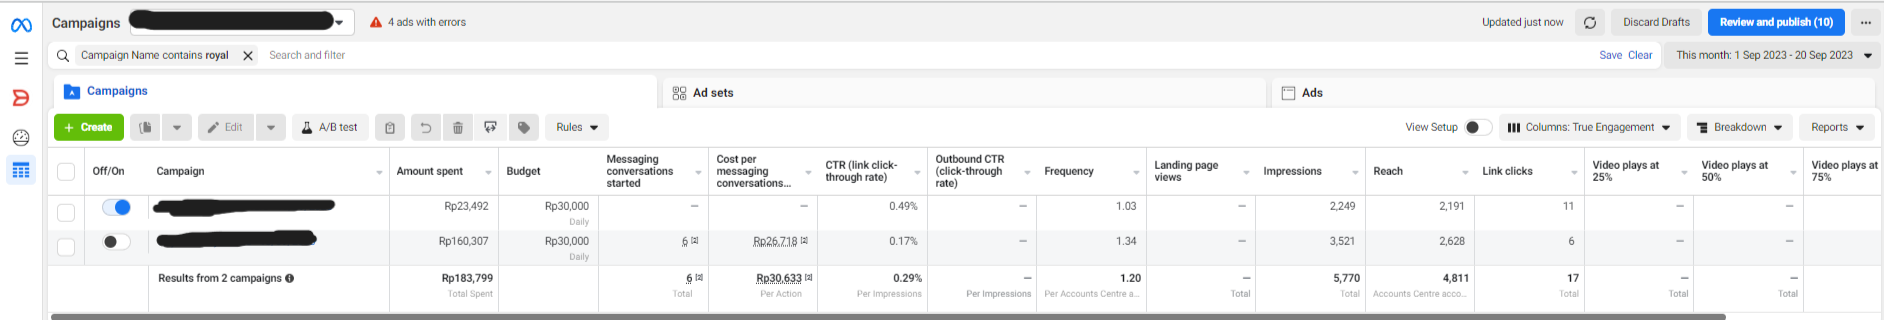 Campaigns
4 ads with errors
Updated just now
Discard Drafts
Review and publish (10)
Campaign Name contains royal
Search and filter
Save Clear
This month: 1 Sep 2023 - 20 Sep 2023
Campaigns
Ad sets
Ads
+ Create
Edit
A/B test
Rules
View Setup
Columns: True Engagement
Breakdown
Reports
Off/On
Campaign
Amount spent
Budget
Messaging
conversations
started
Cost per
messaging
conversations...
CTR (link click-
through rate)
Outbound CTR
(click-through
rate)
Frequency
Landing page
views
Impressions
Reach
Link clicks
Video plays at
25%
Video plays at
50%
Video plays at
75%
Rp23,492
Rp30,000
Daily
—
—
0.49%
—
1.03
—
2,249
2,191
11
—
—
Rp160,307
Rp30,000
Daily
6 [2]
Rp26,718 [2]
0.17%
—
1.34
—
3,521
2,628
6
—
—
Results from 2 campaigns
Rp183,799
Total Spent
6 [2]
Total
Rp30,633 [2]
Per Action
0.29%
Per Impressions
—
Per Impressions
1.20
Per Accounts Centre a...
—
Total
5,770
Total
4,811
Accounts Centre acco...
17
Total
—
Total
—
Total